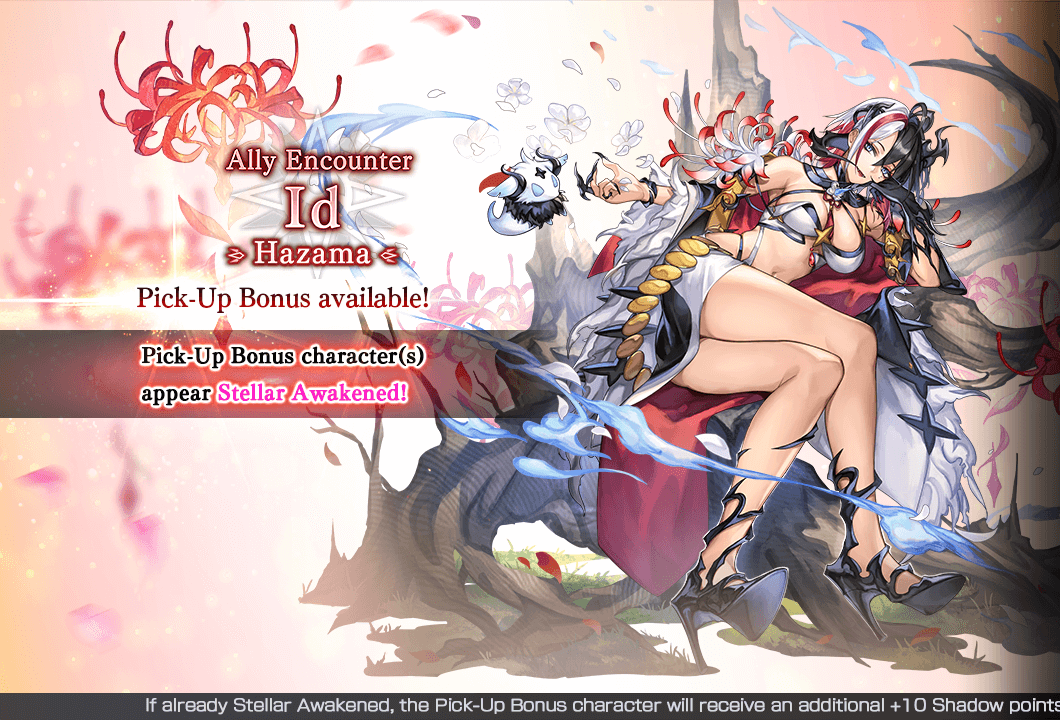 Ally Encounter
Id
Hazama
Pick-Up Bonus available!
Pick-Up Bonus character(s)
appear Stellar Awakened!
If already Stellar Awakened, the Pick-Up Bonus character will receive an additional +10 Shadow points